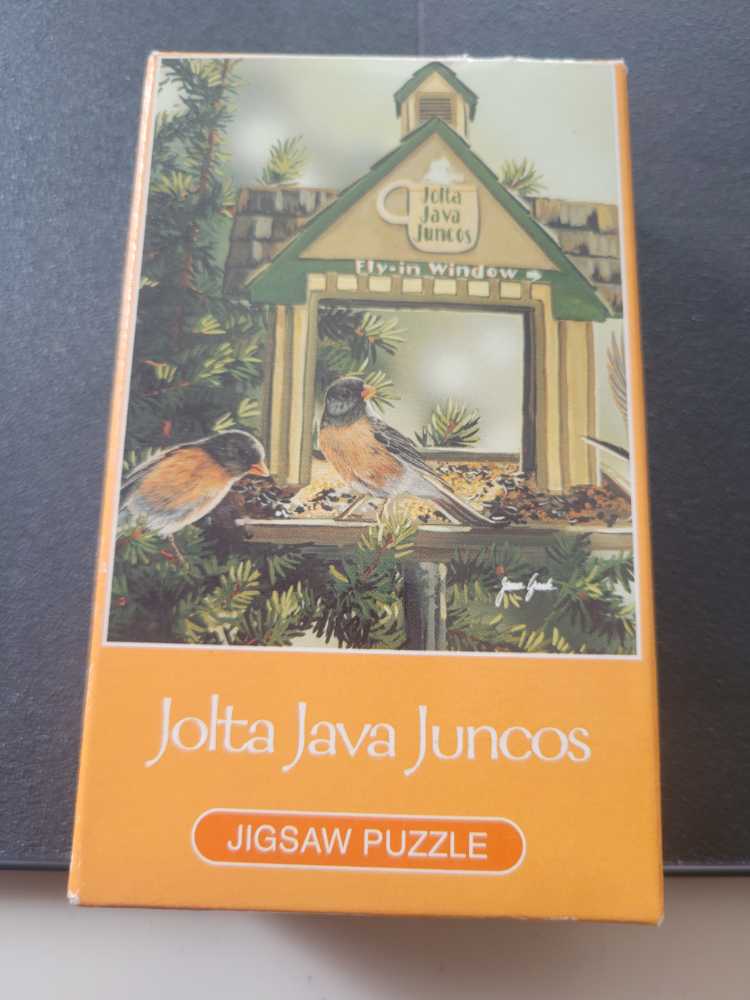 Jolta
Java
Juncos
Fly-in Window
Jolta Java Juncos
JIGSAW PUZZLE